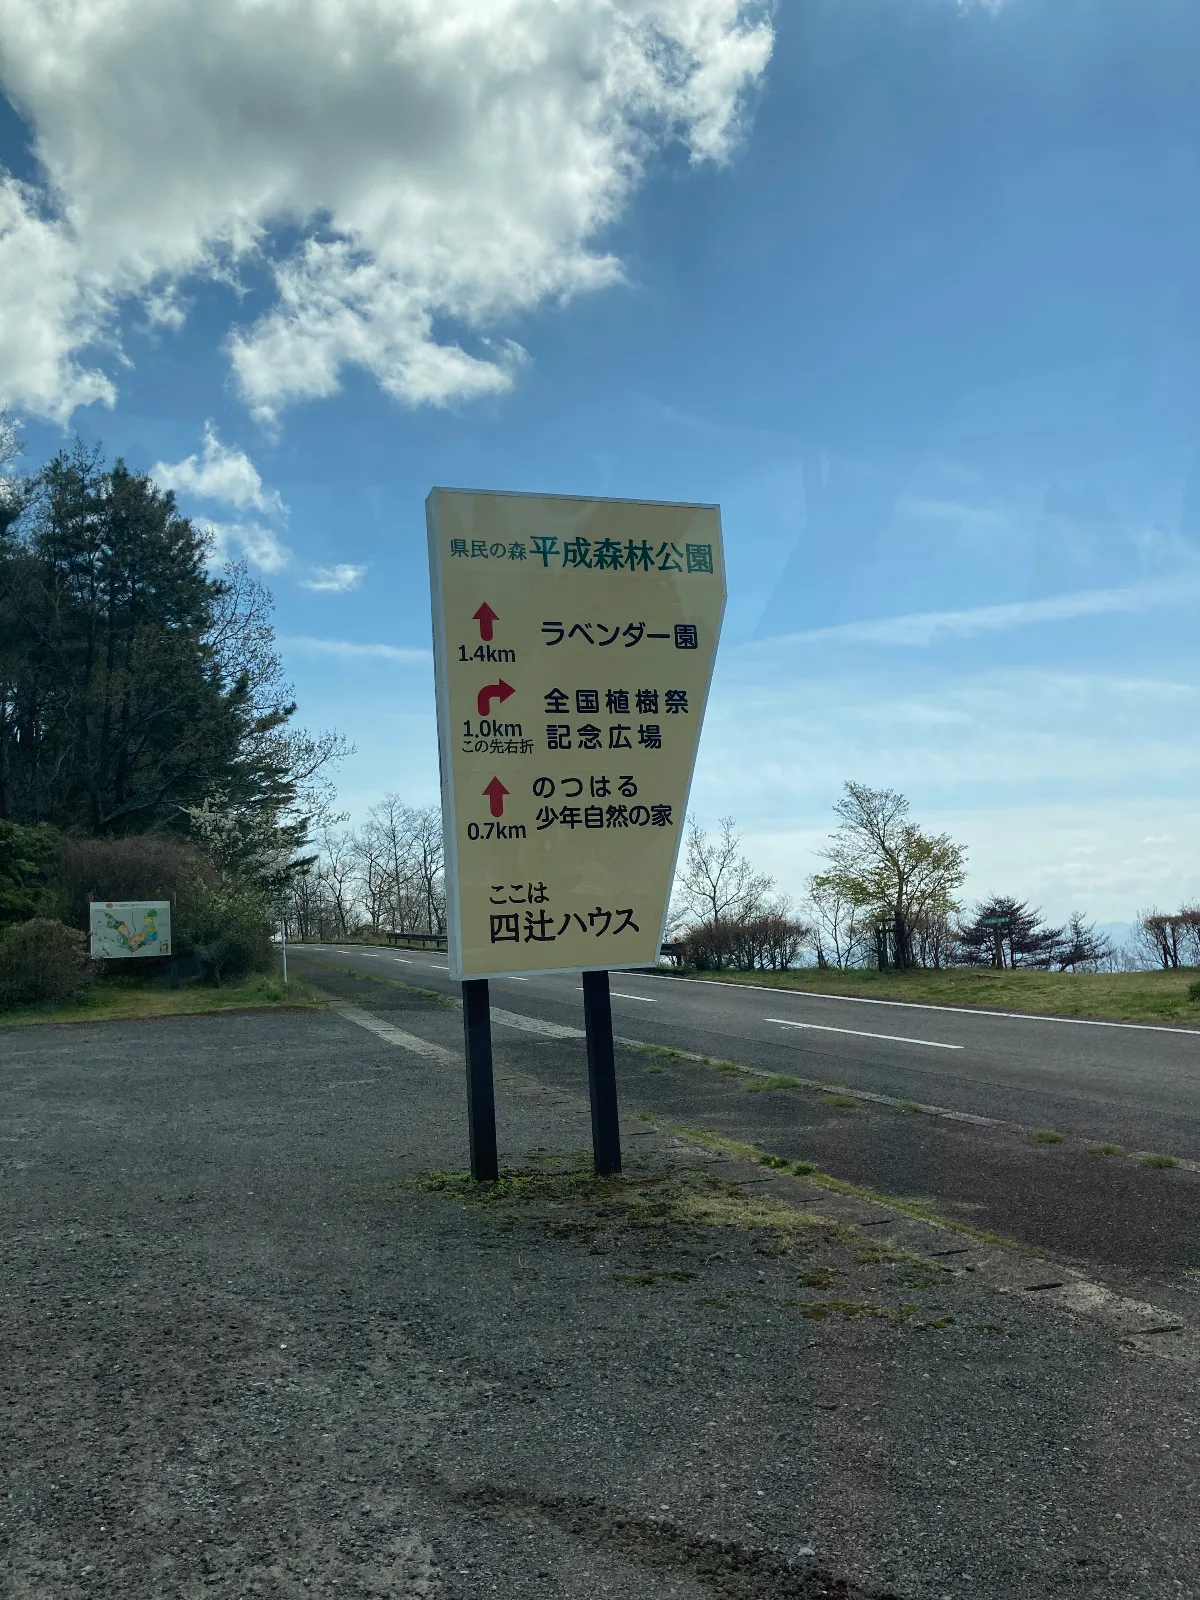 県民の森 平成森林公園
ラベンダー園
1.4km
全国植樹祭
1.0km
記念広場
この先右折
のつはる
少年自然の家
0.7km
ここは
四辻ハウス